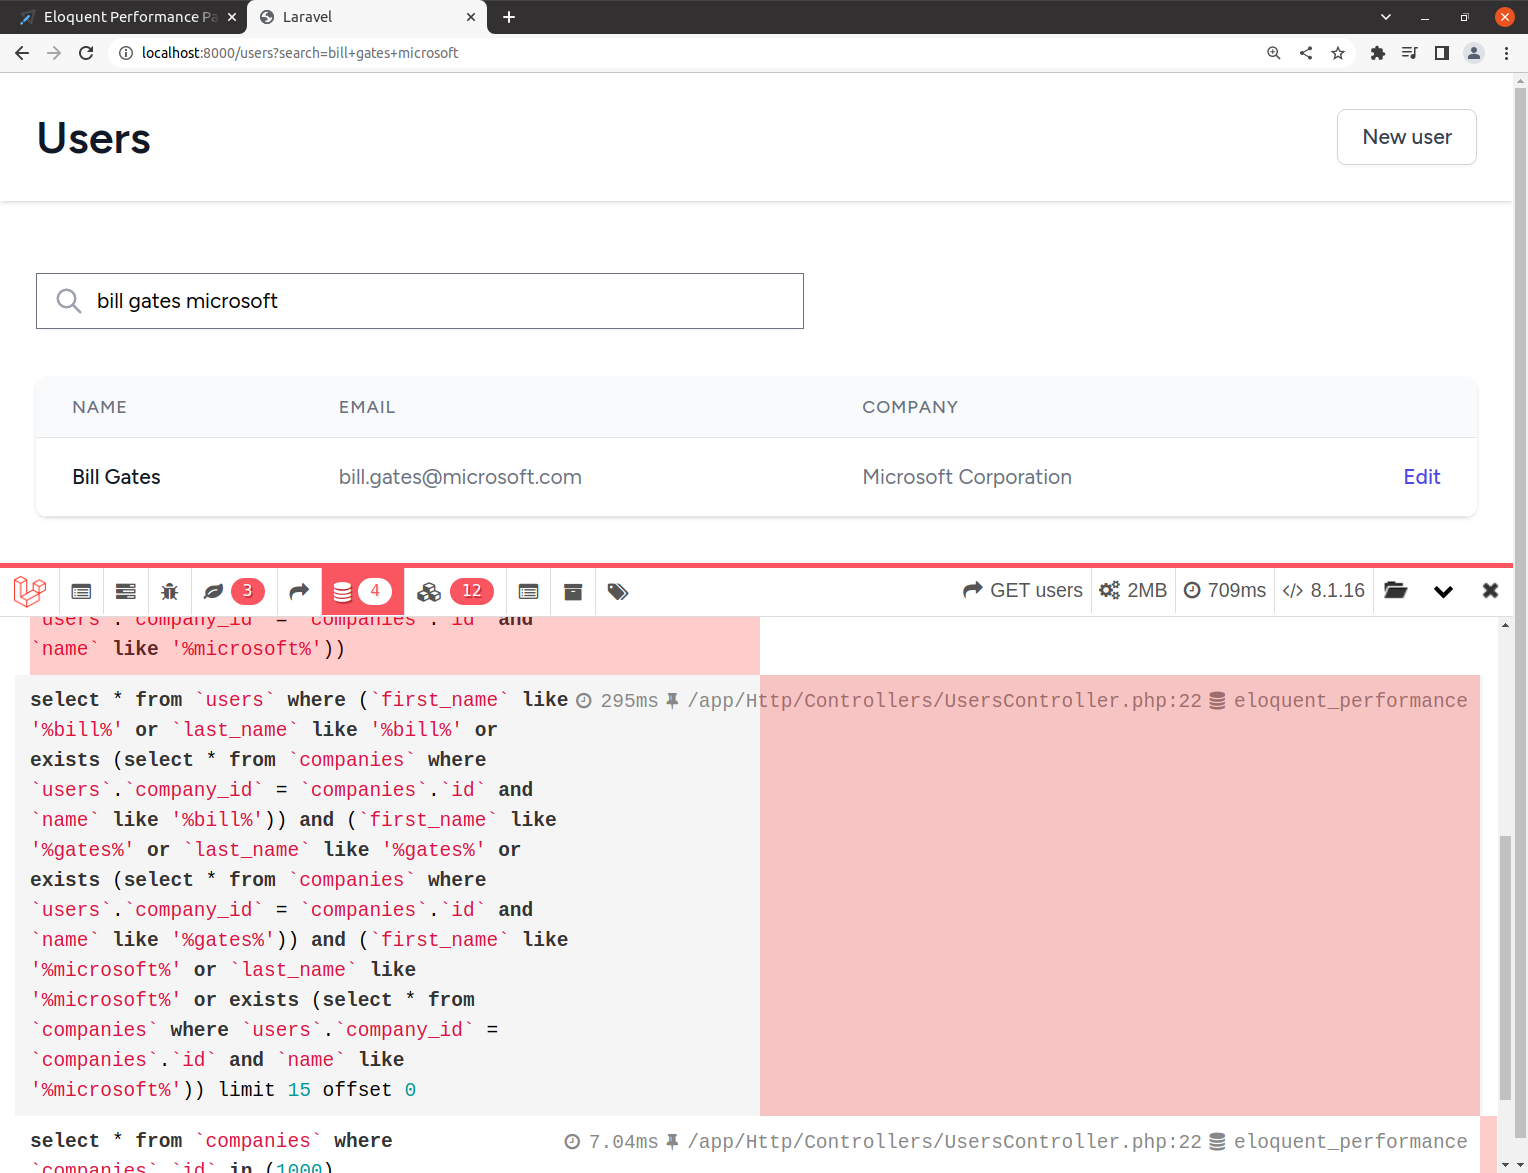 Eloquent Performance Pa
Laravel
localhost:8000/users?search=bill+gates+microsoft
Users
New user
bill gates microsoft
NAME EMAIL COMPANY
Bill Gates bill.gates@microsoft.com Microsoft Corporation Edit
3 4 12 GET users 2MB 709ms </> 8.1.16
`users`.`company_id` = `companies`.`id` and
`name` like '%microsoft%'))
select * from `users` where (`first_name` like 295ms /app/Http/Controllers/UsersController.php:22 eloquent_performance
'%bill%' or `last_name` like '%bill%' or
exists (select * from `companies` where
`users`.`company_id` = `companies`.`id` and
`name` like '%bill%')) and (`first_name` like
'%gates%' or `last_name` like '%gates%' or
exists (select * from `companies` where
`users`.`company_id` = `companies`.`id` and
`name` like '%gates%')) and (`first_name` like
'%microsoft%' or `last_name` like
'%microsoft%' or exists (select * from
`companies` where `users`.`company_id` =
`companies`.`id` and `name` like
'%microsoft%')) limit 15 offset 0
select * from `companies` where 7.04ms /app/Http/Controllers/UsersController.php:22 eloquent_performance
`companies`.`id` in (1000)